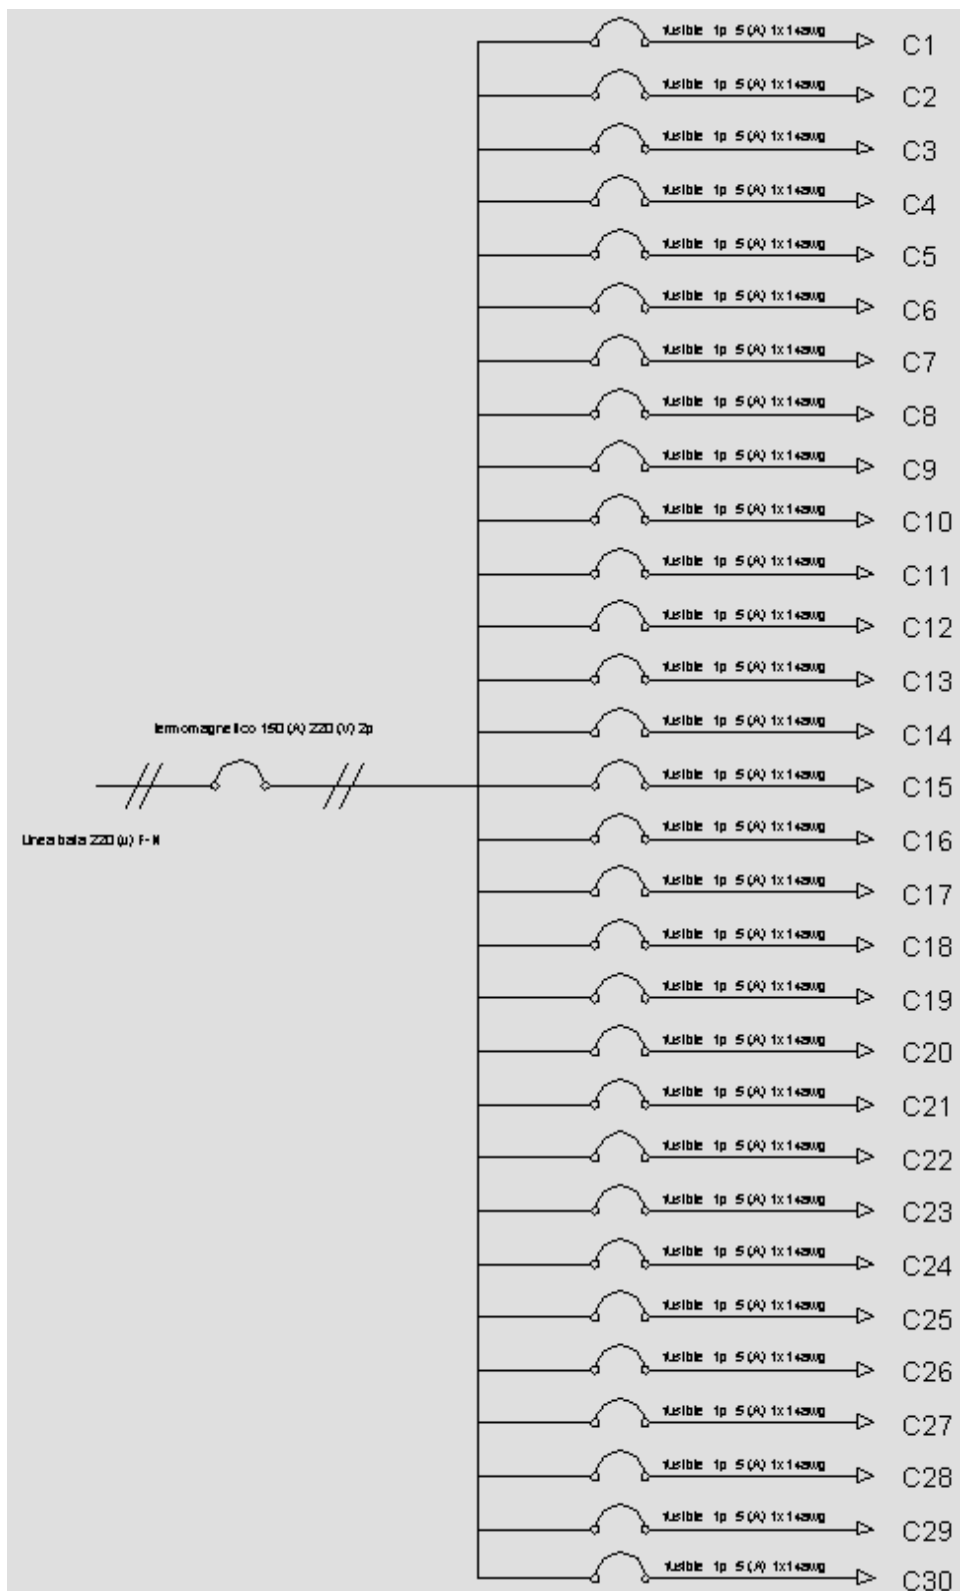 fusible 1p 5 (A) 1x14awg C1
fusible 1p 5 (A) 1x14awg C2
fusible 1p 5 (A) 1x14awg C3
fusible 1p 5 (A) 1x14awg C4
fusible 1p 5 (A) 1x14awg C5
fusible 1p 5 (A) 1x14awg C6
fusible 1p 5 (A) 1x14awg C7
fusible 1p 5 (A) 1x14awg C8
fusible 1p 5 (A) 1x14awg C9
fusible 1p 5 (A) 1x14awg C10
fusible 1p 5 (A) 1x14awg C11
fusible 1p 5 (A) 1x14awg C12
fusible 1p 5 (A) 1x14awg C13
fusible 1p 5 (A) 1x14awg C14
termomagnetico 150 (A) 220 (V) 2p
fusible 1p 5 (A) 1x14awg C15
Linea baja 220 (v) F-N
fusible 1p 5 (A) 1x14awg C16
fusible 1p 5 (A) 1x14awg C17
fusible 1p 5 (A) 1x14awg C18
fusible 1p 5 (A) 1x14awg C19
fusible 1p 5 (A) 1x14awg C20
fusible 1p 5 (A) 1x14awg C21
fusible 1p 5 (A) 1x14awg C22
fusible 1p 5 (A) 1x14awg C23
fusible 1p 5 (A) 1x14awg C24
fusible 1p 5 (A) 1x14awg C25
fusible 1p 5 (A) 1x14awg C26
fusible 1p 5 (A) 1x14awg C27
fusible 1p 5 (A) 1x14awg C28
fusible 1p 5 (A) 1x14awg C29
fusible 1p 5 (A) 1x14awg C30